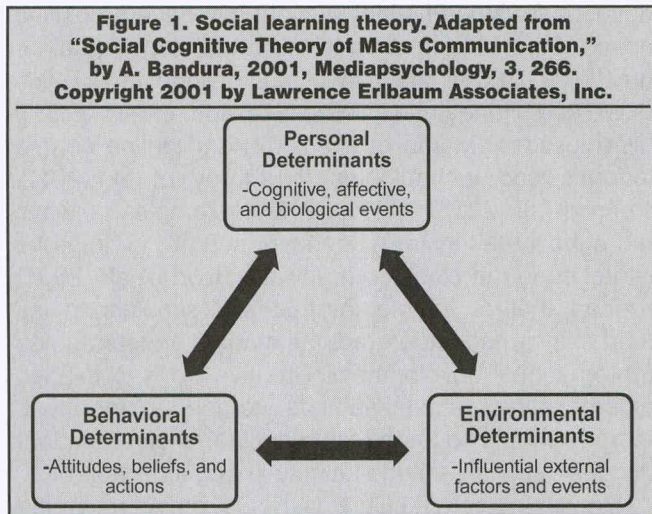 Figure 1. Social learning theory. Adapted from
“Social Cognitive Theory of Mass Communication,”
by A. Bandura, 2001, Mediapsychology, 3, 266.
Copyright 2001 by Lawrence Erlbaum Associates, Inc.
Personal
Determinants
-Cognitive, affective,
and biological events
Behavioral
Determinants
-Attitudes, beliefs, and
actions
Environmental
Determinants
-Influential external
factors and events